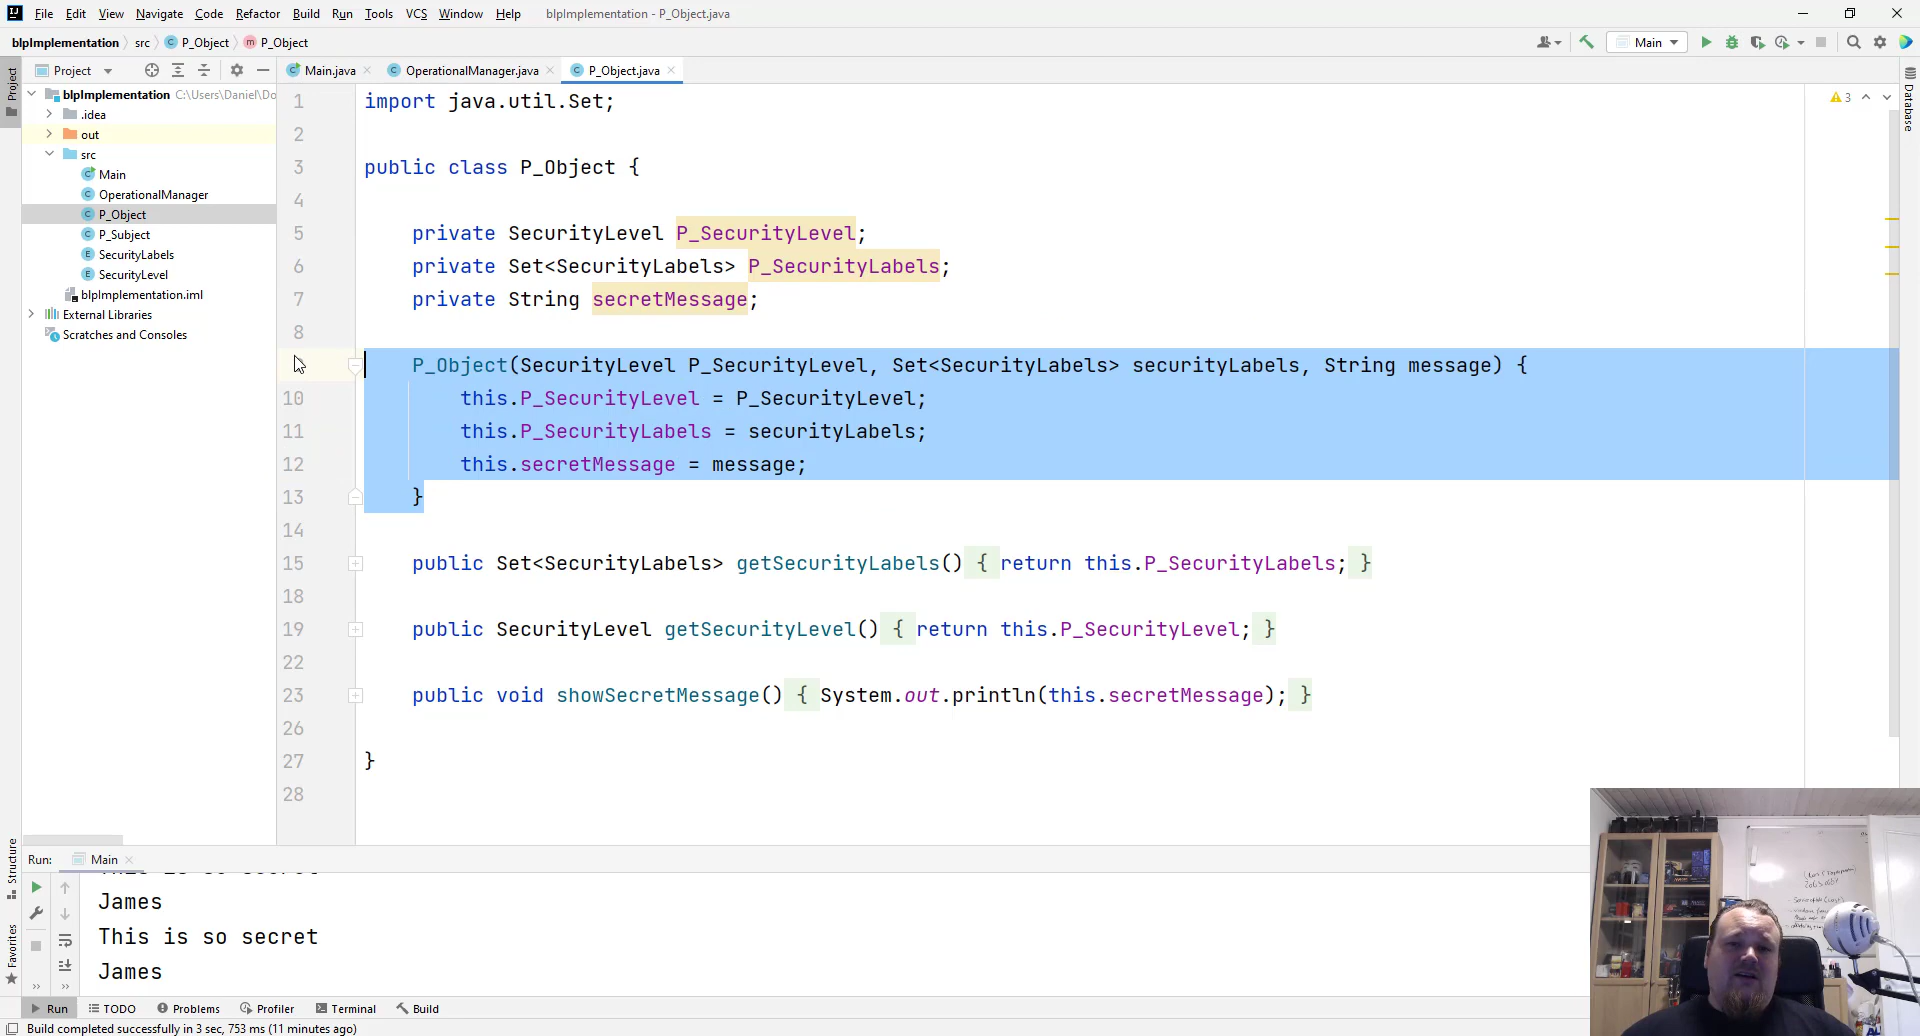 File Edit View Navigate Code Refactor Build Run Tools VCS Window Help blpImplementation - P_Object.java
blpImplementation src P_Object P_Object
Main
Project
Main.java OperationalManager.java P_Object.java
Project
Database
3
blpImplementation C:\Users\Daniel\Do
.idea
out
src
Main
OperationalManager
P_Object
P_Subject
SecurityLabels
SecurityLevel
blpImplementation.iml
External Libraries
Scratches and Consoles
1 import java.util.Set;
2
3 public class P_Object {
4
5 private SecurityLevel P_SecurityLevel;
6 private Set<SecurityLabels> P_SecurityLabels;
7 private String secretMessage;
8
P_Object(SecurityLevel P_SecurityLevel, Set<SecurityLabels> securityLabels, String message) {
10 this.P_SecurityLevel = P_SecurityLevel;
11 this.P_SecurityLabels = securityLabels;
12 this.secretMessage = message;
13 }
14
15 public Set<SecurityLabels> getSecurityLabels() { return this.P_SecurityLabels; }
18
19 public SecurityLevel getSecurityLevel() { return this.P_SecurityLevel; }
22
23 public void showSecretMessage() { System.out.println(this.secretMessage); }
26
27 }
28
Structure
Favorites
Run: Main
This is so secret
James
This is so secret
James
Run TODO Problems Profiler Terminal Build
Build completed successfully in 3 sec, 753 ms (11 minutes ago)